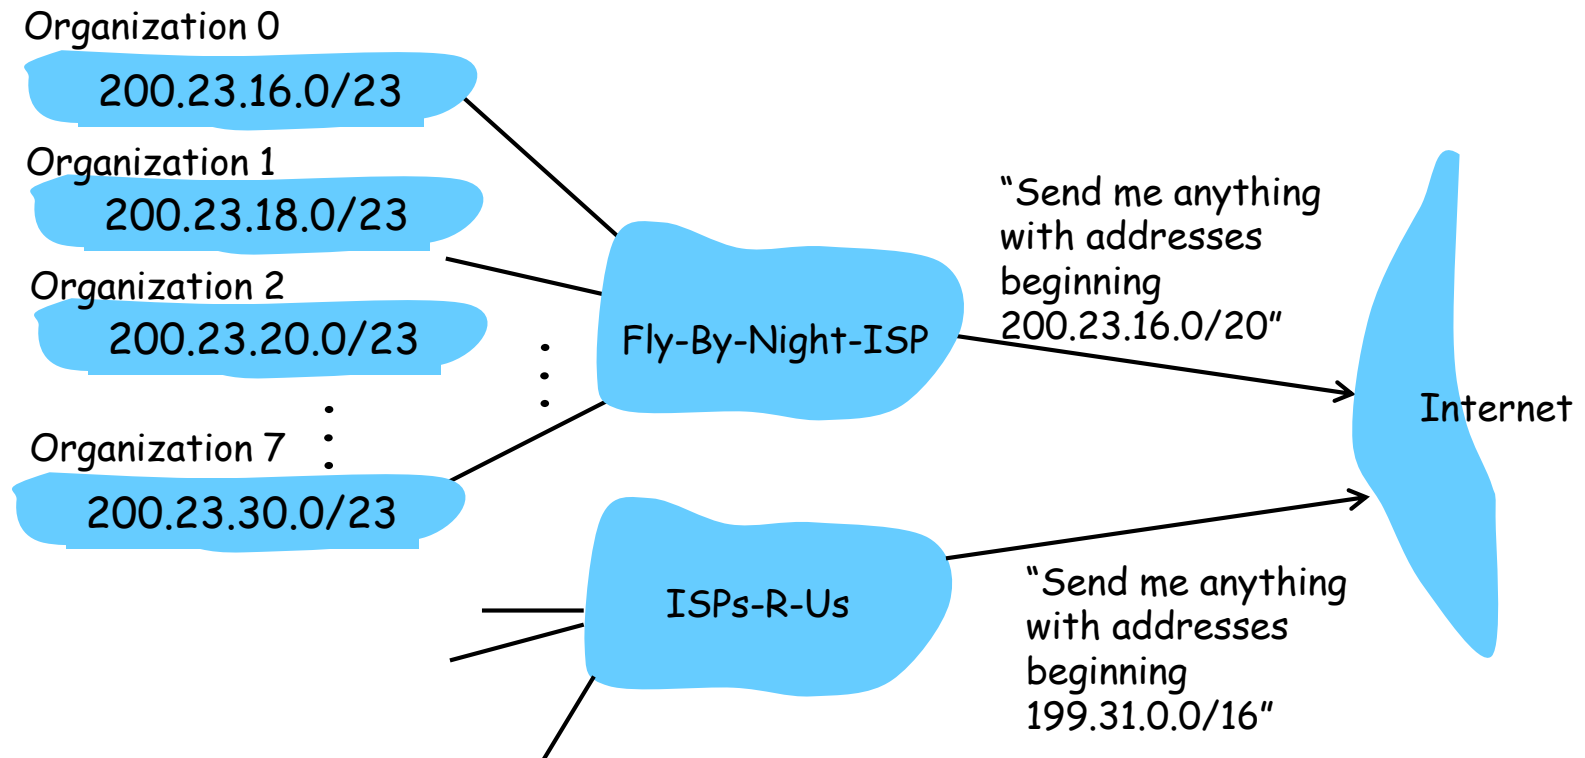 Organization 0
200.23.16.0/23
Organization 1
200.23.18.0/23
Organization 2
200.23.20.0/23
Organization 7
200.23.30.0/23
Fly-By-Night-ISP
“Send me anything
with addresses
beginning
200.23.16.0/20”
Internet
ISPs-R-Us
“Send me anything
with addresses
beginning
199.31.0.0/16”